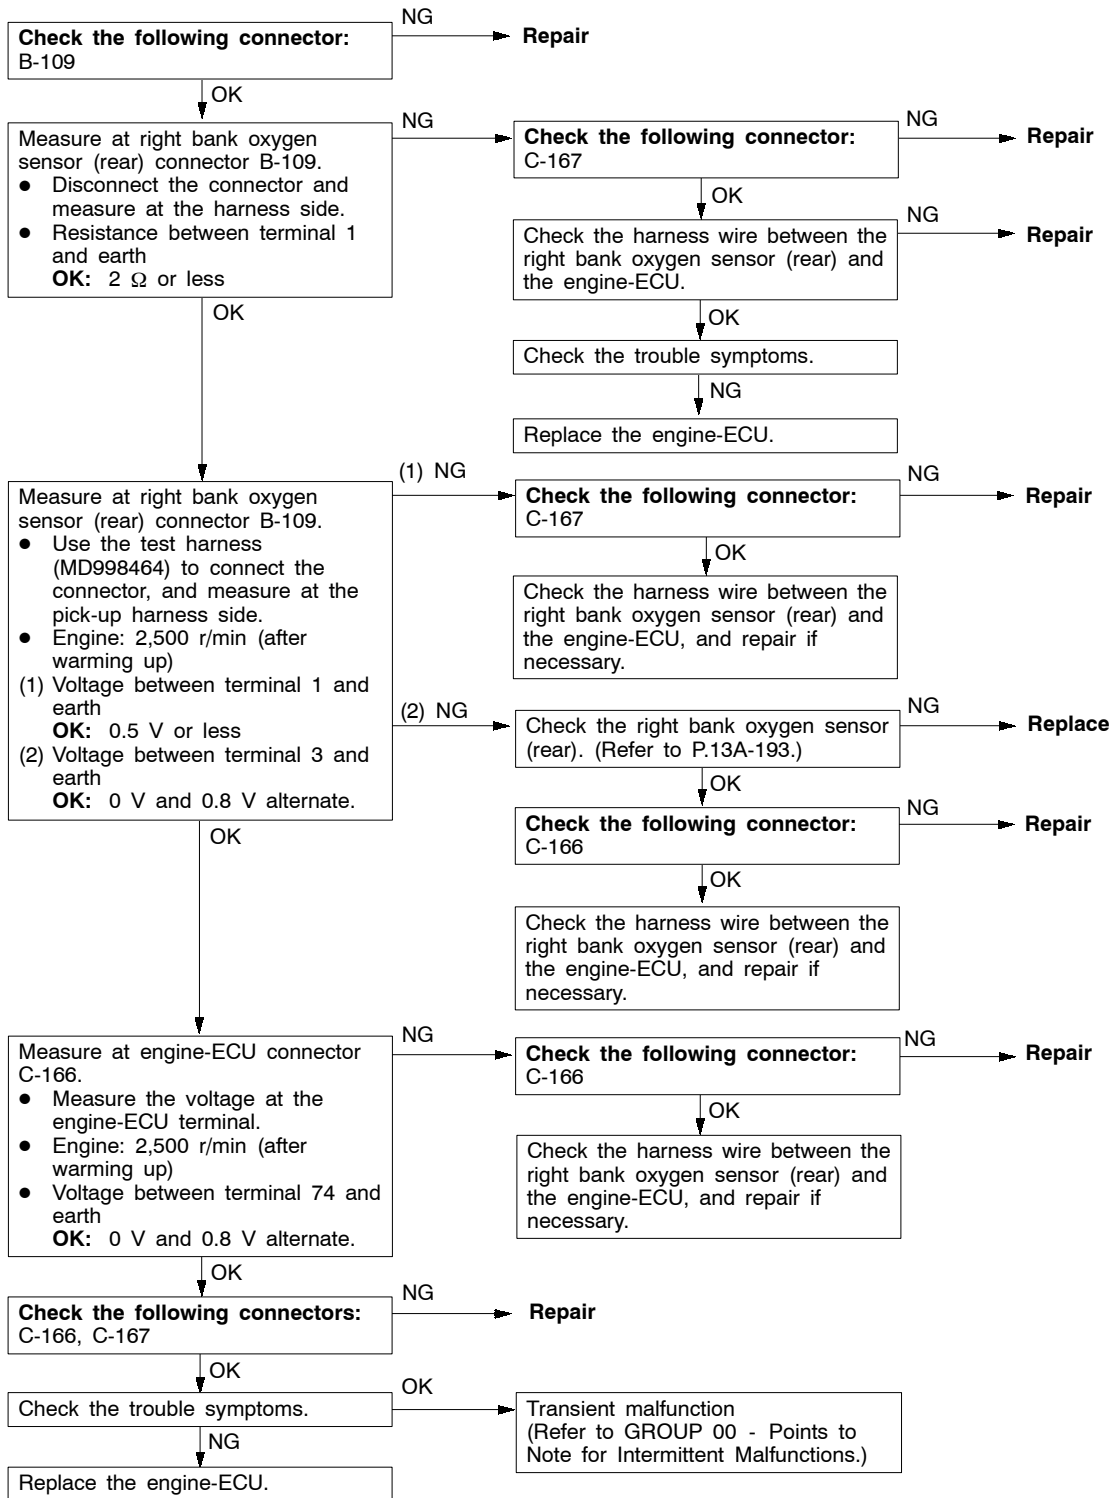 NG
Check the following connector:
B-109
Repair
OK
Measure at right bank oxygen
sensor (rear) connector B-109.
● Disconnect the connector and
measure at the harness side.
● Resistance between terminal 1
and earth
OK: 2 Ω or less
NG
Check the following connector:
C-167
NG
Repair
OK
Check the harness wire between the
right bank oxygen sensor (rear) and
the engine-ECU.
NG
Repair
OK
Check the trouble symptoms.
NG
Replace the engine-ECU.
OK
Measure at right bank oxygen
sensor (rear) connector B-109.
● Use the test harness
(MD998464) to connect the
connector, and measure at the
pick-up harness side.
● Engine: 2,500 r/min (after
warming up)
(1) Voltage between terminal 1 and
earth
OK: 0.5 V or less
(2) Voltage between terminal 3 and
earth
OK: 0 V and 0.8 V alternate.
(1) NG
Check the following connector:
C-167
NG
Repair
OK
Check the harness wire between the
right bank oxygen sensor (rear) and
the engine-ECU, and repair if
necessary.
(2) NG
Check the right bank oxygen sensor
(rear). (Refer to P.13A-193.)
NG
Replace
OK
Check the following connector:
C-166
NG
Repair
OK
Check the harness wire between the
right bank oxygen sensor (rear) and
the engine-ECU, and repair if
necessary.
OK
Measure at engine-ECU connector
C-166.
● Measure the voltage at the
engine-ECU terminal.
● Engine: 2,500 r/min (after
warming up)
● Voltage between terminal 74 and
earth
OK: 0 V and 0.8 V alternate.
NG
Check the following connector:
C-166
NG
Repair
OK
Check the harness wire between the
right bank oxygen sensor (rear) and
the engine-ECU, and repair if
necessary.
OK
Check the following connectors:
C-166, C-167
NG
Repair
OK
Check the trouble symptoms.
OK
Transient malfunction
(Refer to GROUP 00 - Points to
Note for Intermittent Malfunctions.)
NG
Replace the engine-ECU.